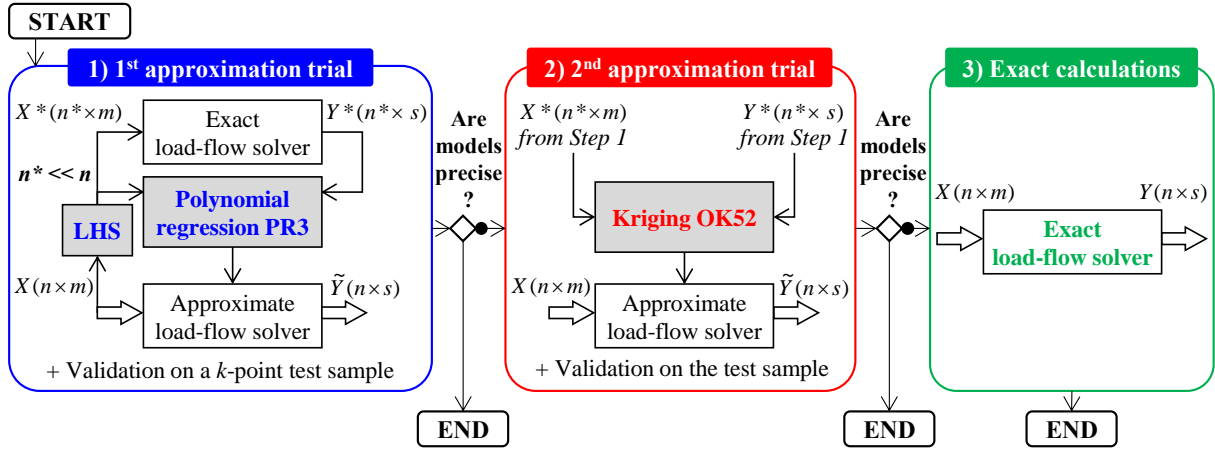 START
1) 1st approximation trial
X*(n*×m)
Exact
load-flow solver
Y*(n*× s)
n* << n
LHS
Polynomial
regression PR3
X(n×m)
Approximate
load-flow solver
Ỹ(n×s)
+ Validation on a k-point test sample
Are
models
precise
?
END
2) 2nd approximation trial
X*(n*×m)
from Step 1
Y*(n*× s)
from Step 1
Kriging OK52
X(n×m)
Approximate
load-flow solver
Ỹ(n×s)
+ Validation on the test sample
Are
models
precise
?
END
3) Exact calculations
X(n×m)
Exact
load-flow solver
Y(n×s)
END